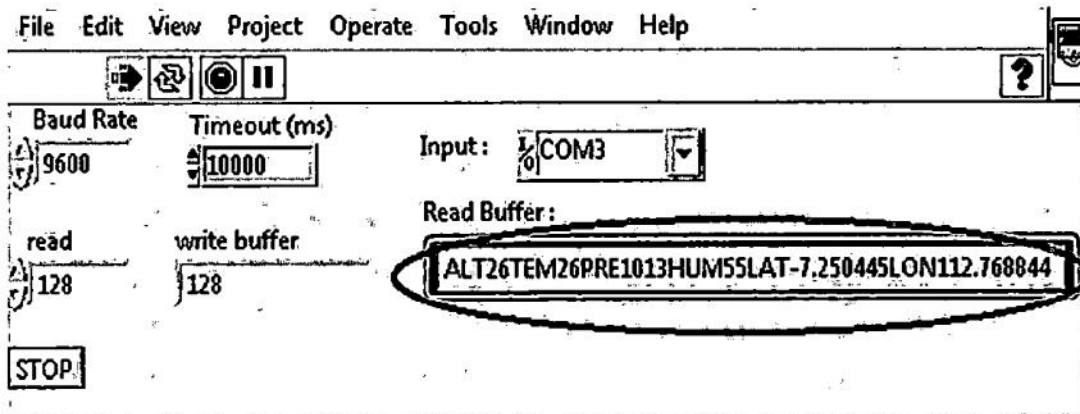 File Edit View Project Operate Tools Window Help
?
Baud Rate Timeout (ms)
Input: I/O COM3
9600 10000
Read Buffer:
read write buffer
ALT26TEM26PRE1013HUM55LAT-7.250445LON112.768844
128 128
STOP